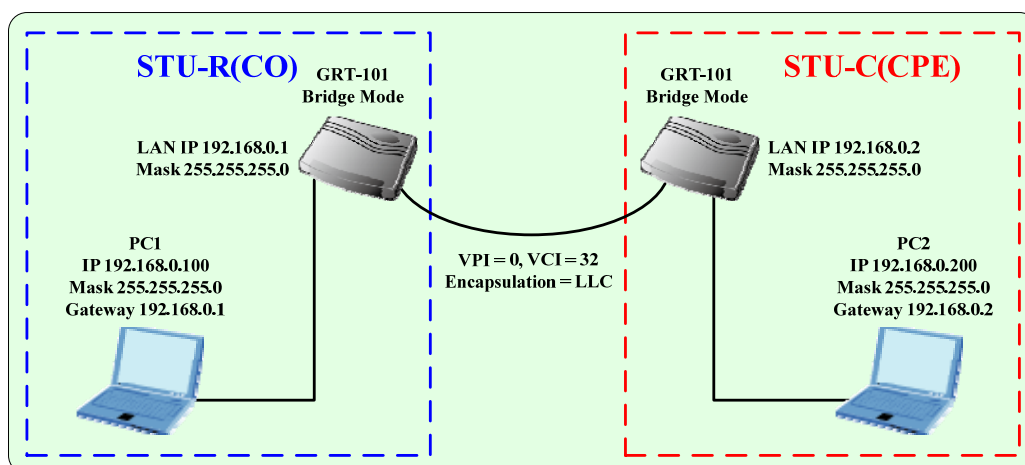 STU-R(CO)
GRT-101
Bridge Mode
LAN IP 192.168.0.1
Mask 255.255.255.0
PC1
IP 192.168.0.100
Mask 255.255.255.0
Gateway 192.168.0.1
VPI = 0, VCI = 32
Encapsulation = LLC
STU-C(CPE)
GRT-101
Bridge Mode
LAN IP 192.168.0.2
Mask 255.255.255.0
PC2
IP 192.168.0.200
Mask 255.255.255.0
Gateway 192.168.0.2